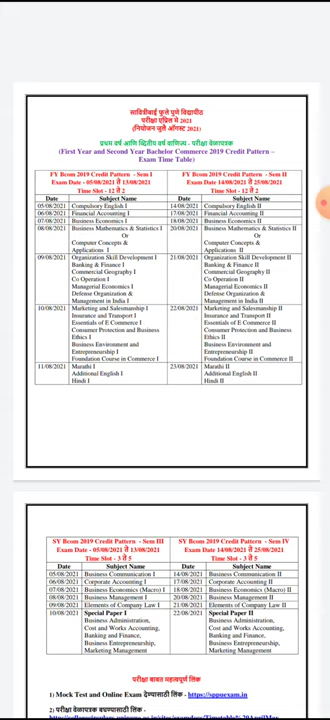 सावित्रीबाई फुले पुणे विद्यापीठ
परीक्षा एप्रिल मे 2021
(नियोजन जुलै ऑगस्ट 2021)
प्रथम वर्ष आणि द्वितीय वर्ष वाणिज्य - परीक्षा वेळापत्रक
(First Year and Second Year Bachelor Commerce 2019 Credit Pattern –
Exam Time Table)
FY Bcom 2019 Credit Pattern - Sem I
Exam Date - 05/08/2021 ते 13/08/2021
Time Slot - 12 ते 2
Date Subject Name
05/08/2021 Compulsory English I
06/08/2021 Financial Accounting I
07/08/2021 Business Economics I
08/08/2021 Business Mathematics & Statistics I
Or
Computer Concepts &
Applications I
09/08/2021 Organization Skill Development I
Banking & Finance I
Commercial Geography I
Co Operation I
Managerial Economics I
Defense Organization &
Management in India I
10/08/2021 Marketing and Salesmanship I
Insurance and Transport I
Essentials of E Commerce I
Consumer Protection and Business
Ethics I
Business Environment and
Entrepreneurship I
Foundation Course in Commerce I
11/08/2021 Marathi I
Additional English I
Hindi I
FY Bcom 2019 Credit Pattern - Sem II
Exam Date 14/08/2021 ते 25/08/2021
Time Slot - 12 ते 2
Date Subject Name
14/08/2021 Compulsory English II
17/08/2021 Financial Accounting II
18/08/2021 Business Economics II
20/08/2021 Business Mathematics & Statistics II
Or
Computer Concepts &
Applications II
21/08/2021 Organization Skill Development II
Banking & Finance II
Commercial Geography II
Co Operation II
Managerial Economics II
Defense Organization &
Management in India II
22/08/2021 Marketing and Salesmanship II
Insurance and Transport II
Essentials of E Commerce II
Consumer Protection and Business
Ethics II
Business Environment and
Entrepreneurship II
Foundation Course in Commerce II
23/08/2021 Marathi II
Additional English II
Hindi II
SY Bcom 2019 Credit Pattern - Sem III
Exam Date - 05/08/2021 ते 13/08/2021
Time Slot - 3 ते 5
Date Subject Name
05/08/2021 Business Communication I
06/08/2021 Corporate Accounting I
07/08/2021 Business Economics (Macro) I
08/08/2021 Business Management I
09/08/2021 Elements of Company Law I
10/08/2021 Special Paper I
Business Administration,
Cost and Works Accounting,
Banking and Finance,
Business Entrepreneurship,
Marketing Management
SY Bcom 2019 Credit Pattern - Sem IV
Exam Date 14/08/2021 ते 25/08/2021
Time Slot - 3 ते 5
Date Subject Name
14/08/2021 Business Communication II
17/08/2021 Corporate Accounting II
18/08/2021 Business Economics (Macro) II
20/08/2021 Business Management II
21/08/2021 Elements of Company Law II
22/08/2021 Special Paper II
Business Administration,
Cost and Works Accounting,
Banking and Finance,
Business Entrepreneurship,
Marketing Management
परीक्षा बाबत महत्वपूर्ण लिंक
1) Mock Test and Online Exam देण्यासाठी लिंक - https://sppuexam.in
2) परीक्षा वेळापत्रक बघण्यासाठी लिंक -